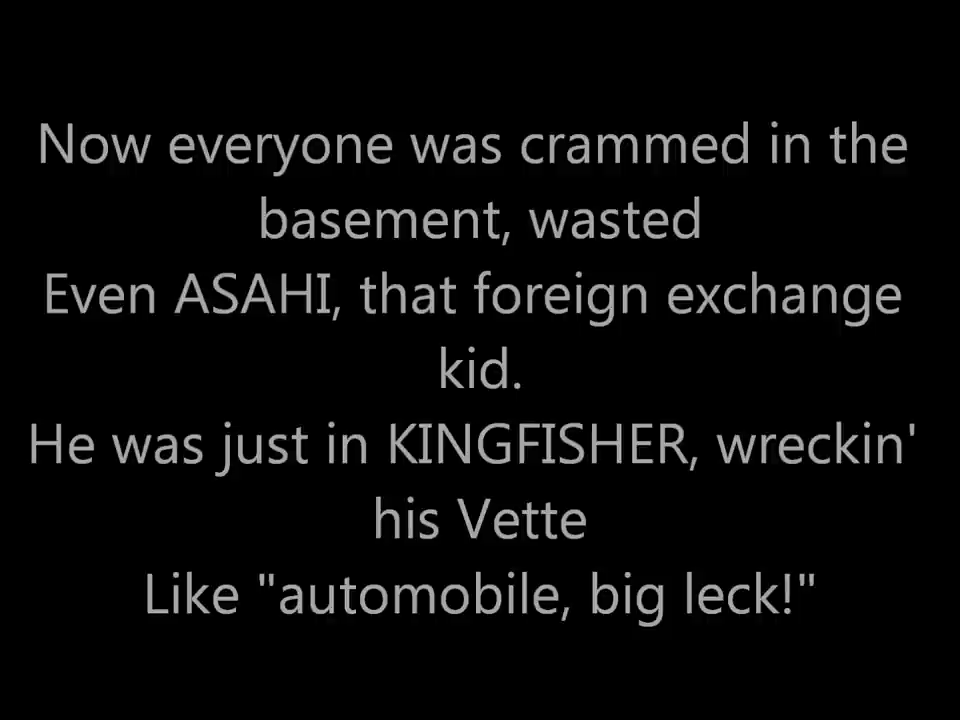 Now everyone was crammed in the
basement, wasted
Even ASAHI, that foreign exchange
kid.
He was just in KINGFISHER, wreckin'
his Vette
Like "automobile, big leck!"